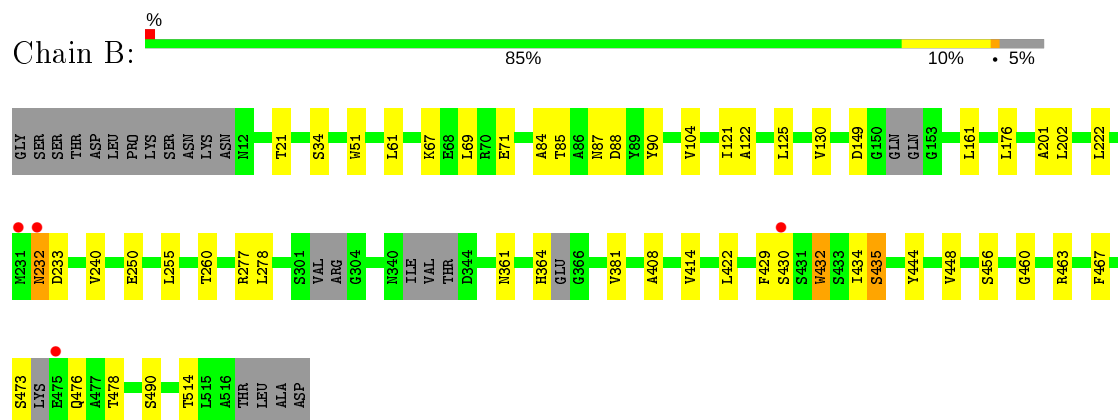 %
Chain B:
85% 10% • 5%
GLY SER SER THR ASP LEU PRO LYS SER ASN LYS ASN N12 T21 S34 W51 L61 K67 E68 L69 R70 E71 A84 T85 A86 N87 D88 Y89 Y90 V104 I121 A122 L125 V130 D149 G150 GLN GLN G153 L161 L176 A201 L202 L222
M231 N232 D233 V240 E250 L255 T260 R277 L278 S301 VAL ARG G304 N340 ILE VAL THR D344 N361 H364 GLU G366 V381 A408 V414 L422 F429 S430 S431 W432 S433 I434 S435 Y444 V448 S456 G460 R463 F467
S473 LYS E475 Q476 A477 T478 S490 T514 L515 A516 THR LEU ALA ASP